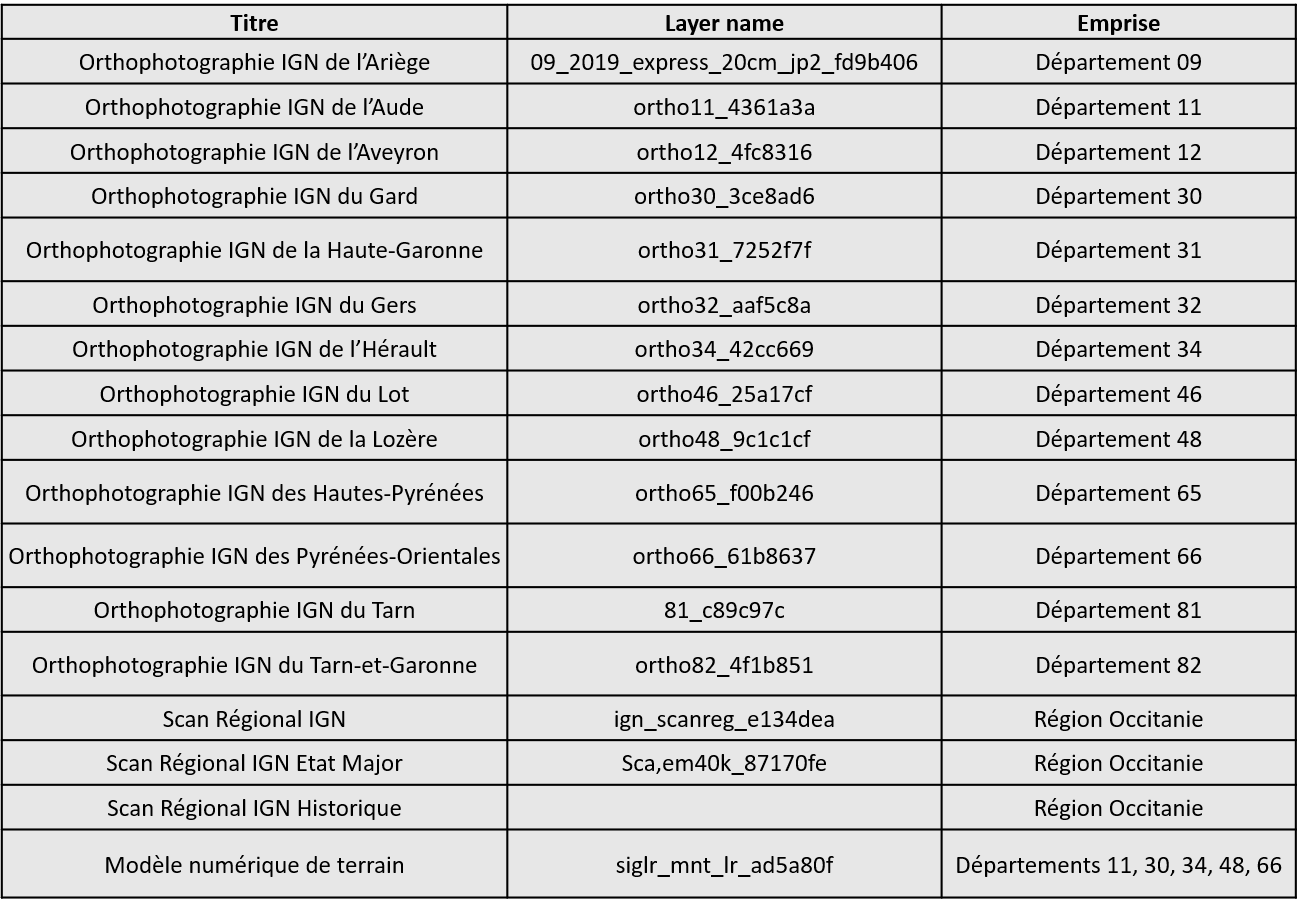 Titre Layer name Emprise
Orthophotographie IGN de l’Ariège 09_2019_express_20cm_jp2_fd9b406 Département 09
Orthophotographie IGN de l’Aude ortho11_4361a3a Département 11
Orthophotographie IGN de l’Aveyron ortho12_4fc8316 Département 12
Orthophotographie IGN du Gard ortho30_3ce8ad6 Département 30
Orthophotographie IGN de la Haute-Garonne ortho31_7252f7f Département 31
Orthophotographie IGN du Gers ortho32_aaf5c8a Département 32
Orthophotographie IGN de l’Hérault ortho34_42cc669 Département 34
Orthophotographie IGN du Lot ortho46_25a17cf Département 46
Orthophotographie IGN de la Lozère ortho48_9c1c1cf Département 48
Orthophotographie IGN des Hautes-Pyrénées ortho65_f00b246 Département 65
Orthophotographie IGN des Pyrénées-Orientales ortho66_61b8637 Département 66
Orthophotographie IGN du Tarn 81_c89c97c Département 81
Orthophotographie IGN du Tarn-et-Garonne ortho82_4f1b851 Département 82
Scan Régional IGN ign_scanreg_e134dea Région Occitanie
Scan Régional IGN Etat Major Sca,em40k_87170fe Région Occitanie
Scan Régional IGN Historique Région Occitanie
Modèle numérique de terrain siglr_mnt_lr_ad5a80f Départements 11, 30, 34, 48, 66